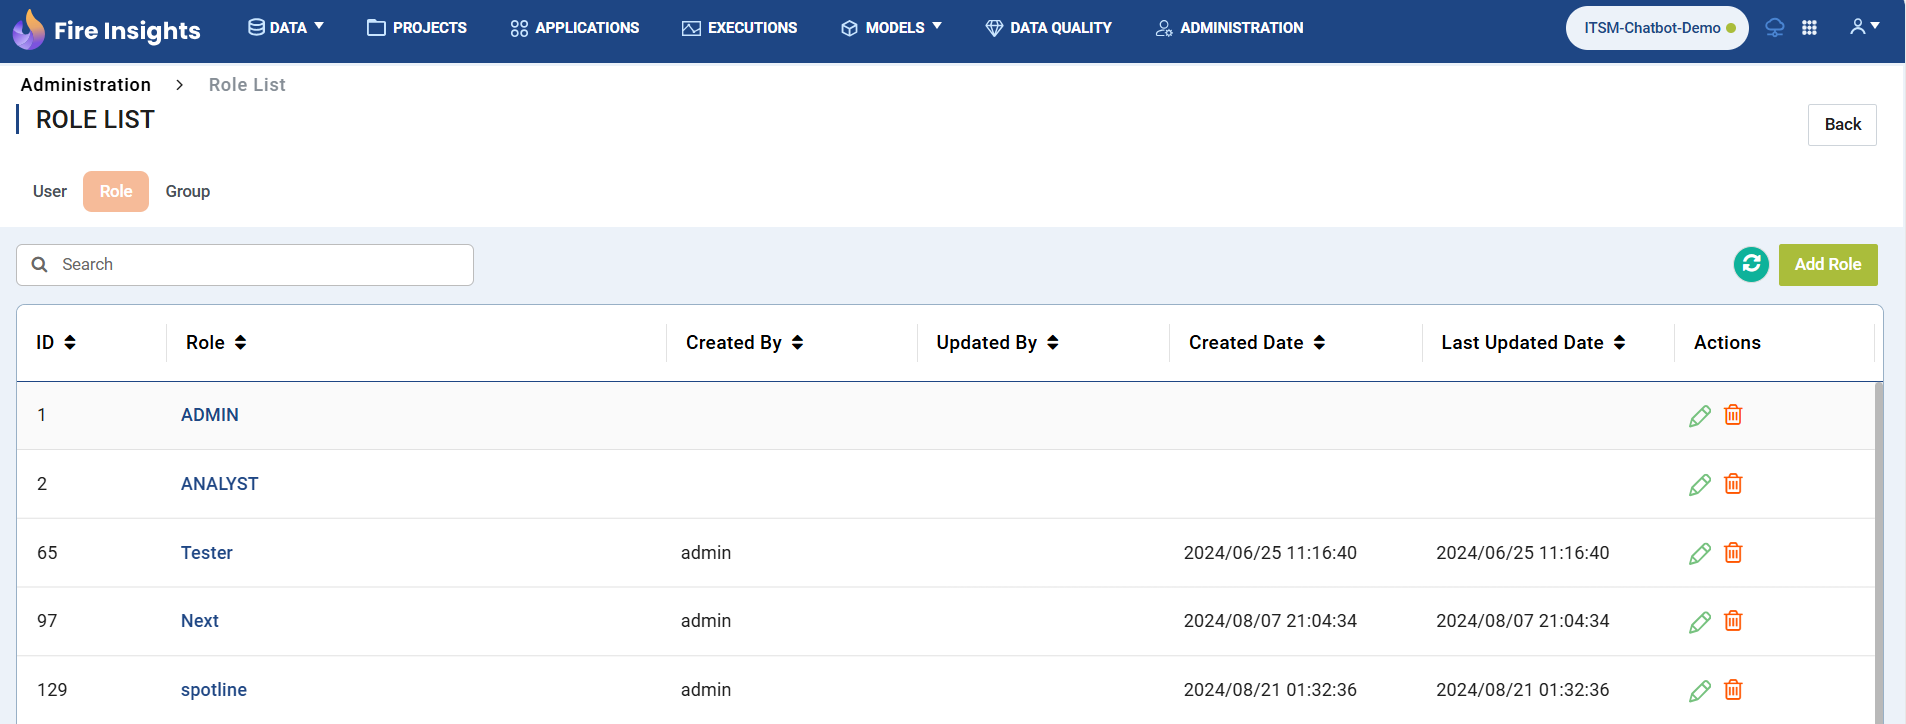 Fire Insights DATA PROJECTS APPLICATIONS EXECUTIONS MODELS DATA QUALITY ADMINISTRATION ITSM-Chatbot-Demo
Administration > Role List
ROLE LIST
Back
User Role Group
Search
Add Role
ID Role Created By Updated By Created Date Last Updated Date Actions
1 ADMIN
2 ANALYST
65 Tester admin 2024/06/25 11:16:40 2024/06/25 11:16:40
97 Next admin 2024/08/07 21:04:34 2024/08/07 21:04:34
129 spotline admin 2024/08/21 01:32:36 2024/08/21 01:32:36